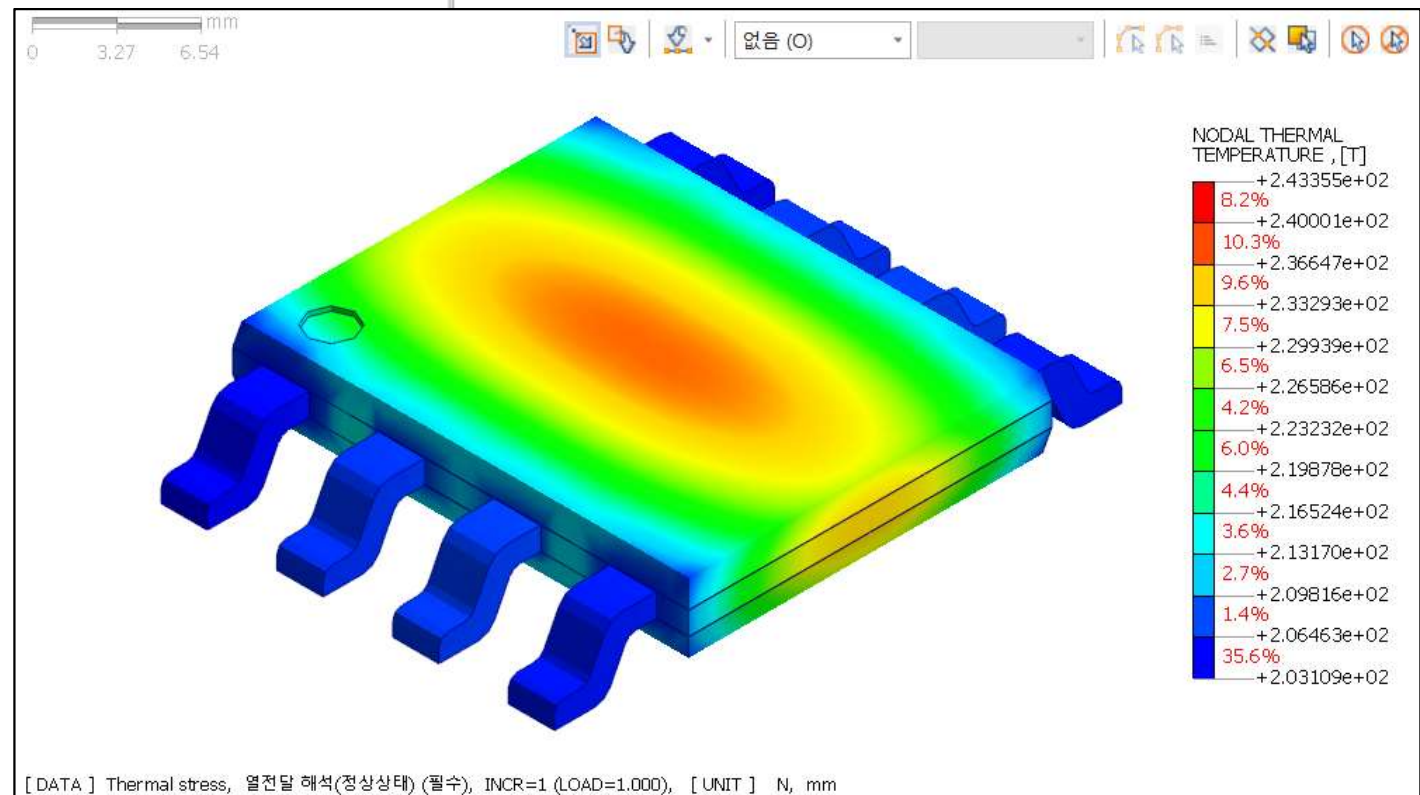 mm
0 3.27 6.54
없음 (O)
NODAL THERMAL
TEMPERATURE , [T]
+2.43355e+02
8.2%
+2.40001e+02
10.3%
+2.36647e+02
9.6%
+2.33293e+02
7.5%
+2.29939e+02
6.5%
+2.26586e+02
4.2%
+2.23232e+02
6.0%
+2.19878e+02
4.4%
+2.16524e+02
3.6%
+2.13170e+02
2.7%
+2.09816e+02
1.4%
+2.06463e+02
35.6%
+2.03109e+02
[ DATA ] Thermal stress, 열전달 해석(정상상태) (필수), INCR=1 (LOAD=1.000), [ UNIT ] N, mm